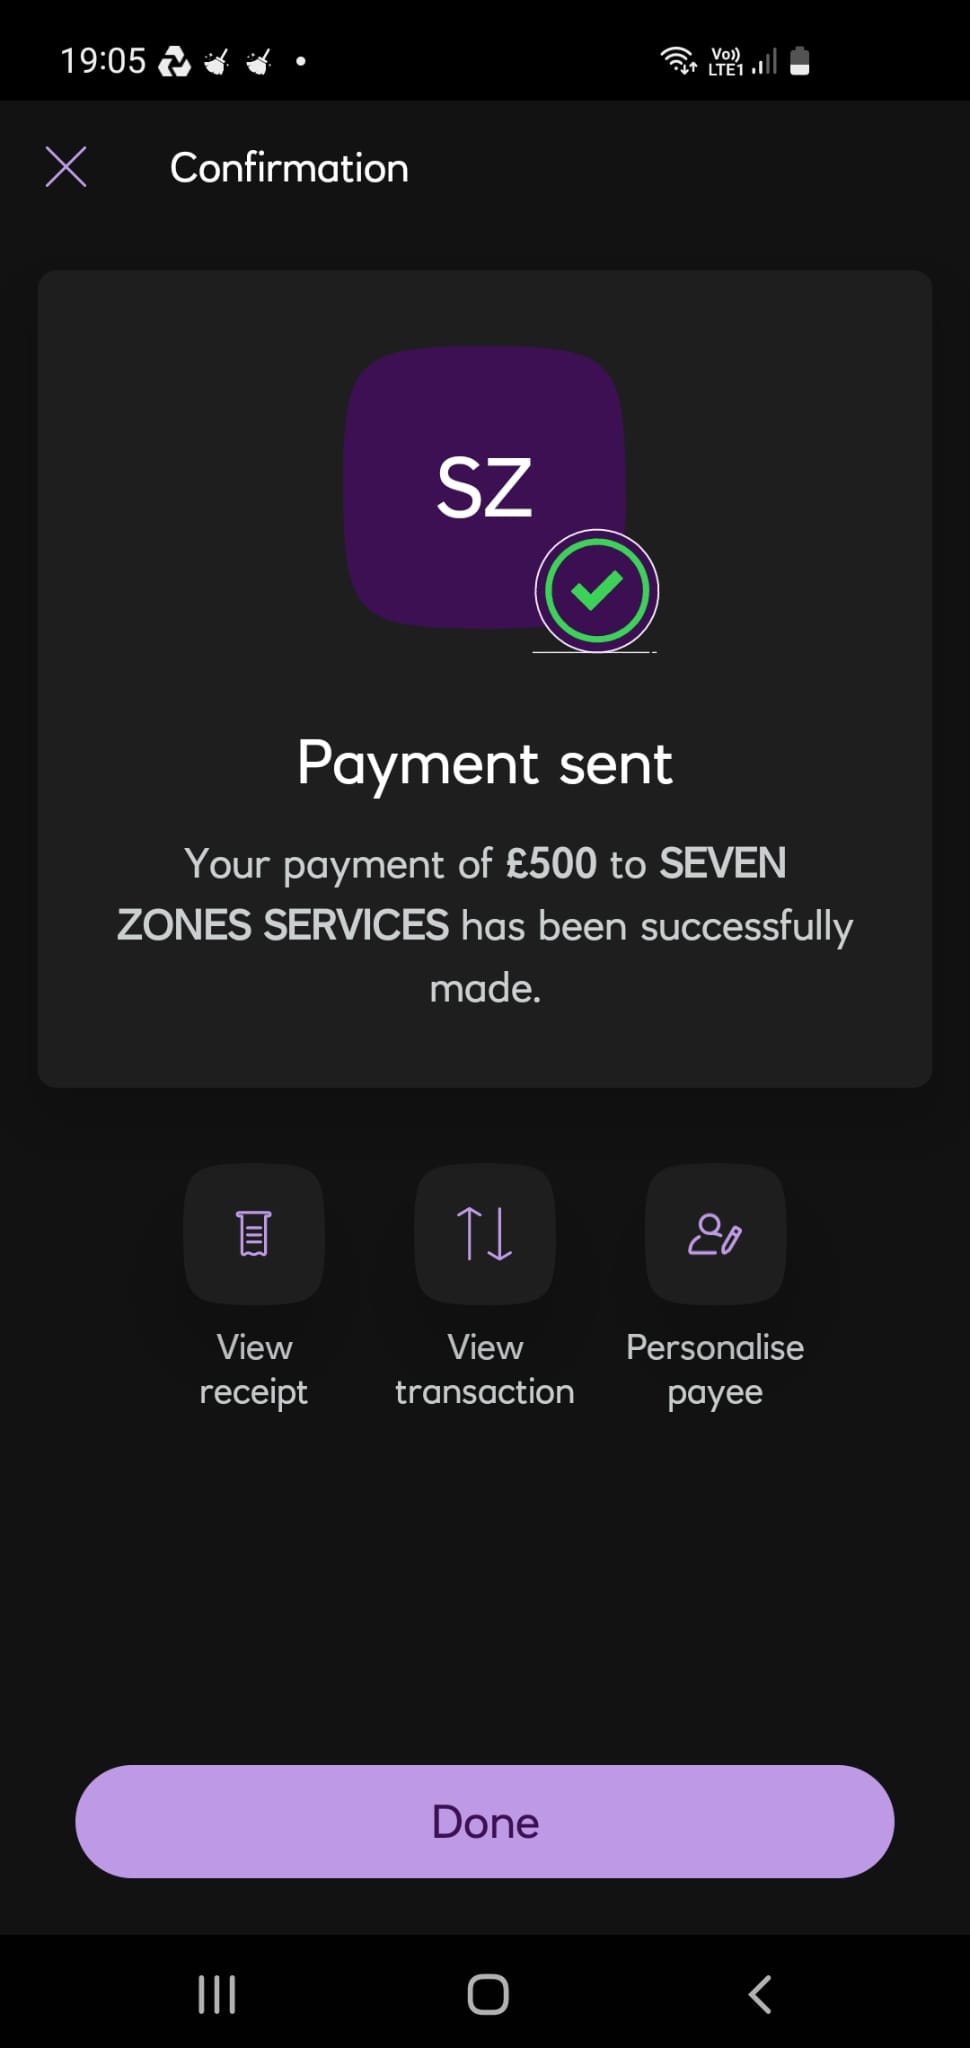 19:05 Vo)) LTE1
Confirmation
SZ
Payment sent
Your payment of £500 to SEVEN
ZONES SERVICES has been successfully
made.
View receipt
View transaction
Personalise payee
Done